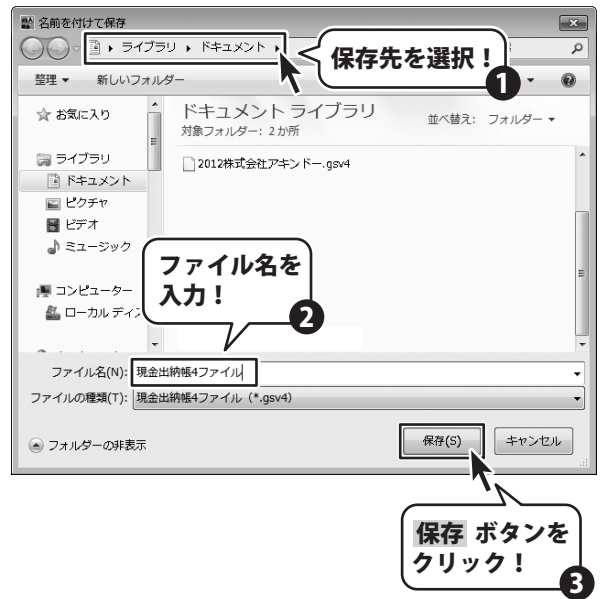 名前を付けて保存
ライブラリ ▸ ドキュメント ▸
保存先を選択！
1
整理 ▼ 新しいフォルダー
お気に入り
ライブラリ
ドキュメント
ピクチャ
ビデオ
ミュージック
コンピューター
ローカル ディ
ドキュメント ライブラリ
対象フォルダー: 2 か所
並べ替え: フォルダー ▼
2012株式会社アキンドー.gsv4
ファイル名を
入力！
2
ファイル名(N): 現金出納帳4ファイル
ファイルの種類(T): 現金出納帳4ファイル (*.gsv4)
フォルダーの非表示
保存(S) キャンセル
保存 ボタンを
クリック！
3